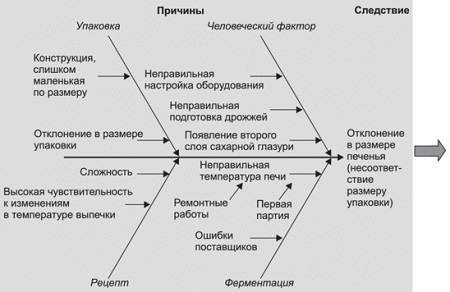 Причины
Следствие
Упаковка
Человеческий фактор
Конструкция,
слишком
маленькая
по размеру
Неправильная
настройка оборудования
Неправильная
подготовка дрожжей
Отклонение в размере
упаковки
Появление второго
слоя сахарной глазури
Отклонение
в размере
печенья
(несоответ-
ствие
размеру
упаковки)
Сложность
Неправильная
температура печи
Высокая чувствительность
к изменениям
в температуре выпечки
Ремонтные
работы
Первая
партия
Ошибки
поставщиков
Рецепт
Ферментация